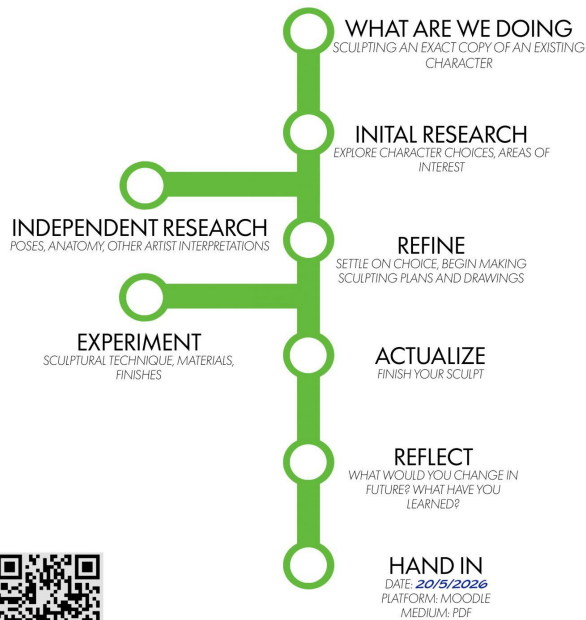 WHAT ARE WE DOING
SCULPTING AN EXACT COPY OF AN EXISTING
CHARACTER
INITAL RESEARCH
EXPLORE CHARACTER CHOICES, AREAS OF
INTEREST
INDEPENDENT RESEARCH
POSES, ANATOMY, OTHER ARTIST INTERPRETATIONS
REFINE
SETTLE ON CHOICE, BEGIN MAKING
SCULPTING PLANS AND DRAWINGS
EXPERIMENT
SCULPTURAL TECHNIQUE, MATERIALS,
FINISHES
ACTUALIZE
FINISH YOUR SCULPT
REFLECT
WHAT WOULD YOU CHANGE IN
FUTURE? WHAT HAVE YOU
LEARNED?
HAND IN
DATE: 20/5/2026
PLATFORM: MOODLE
MEDIUM: PDF